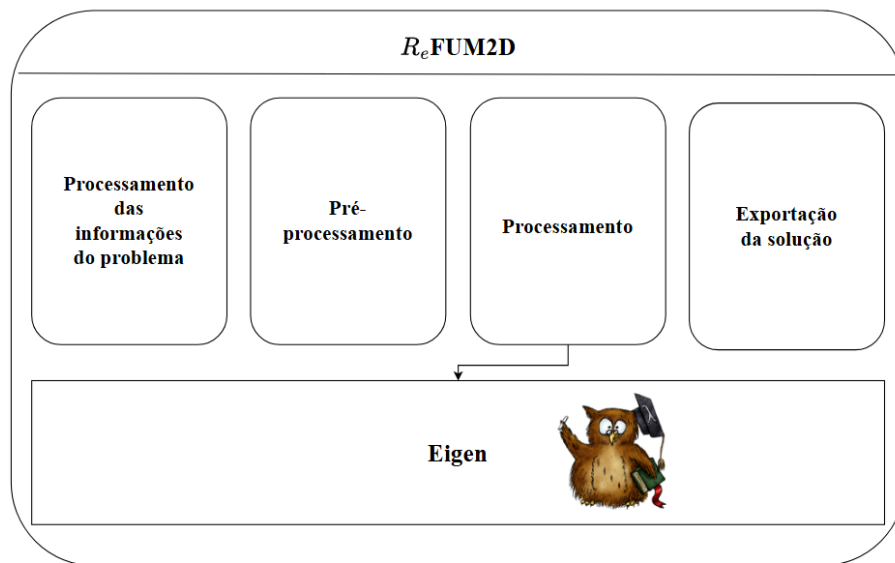 RₑFUM2D
Processamento
das
informações
do problema
Pré-
processamento
Processamento
Exportação
da solução
Eigen